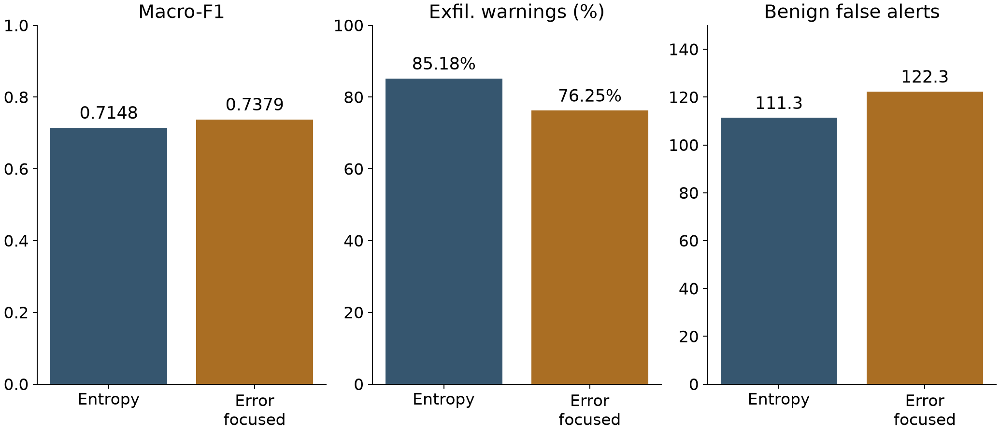 Macro-F1
1.0
0.8
0.6
0.4
0.2
0.0
0.7148
0.7379
Entropy
Error
focused
Exfil. warnings (%)
100
80
60
40
20
0
85.18%
76.25%
Entropy
Error
focused
Benign false alerts
140
120
100
80
60
40
20
0
111.3
122.3
Entropy
Error
focused